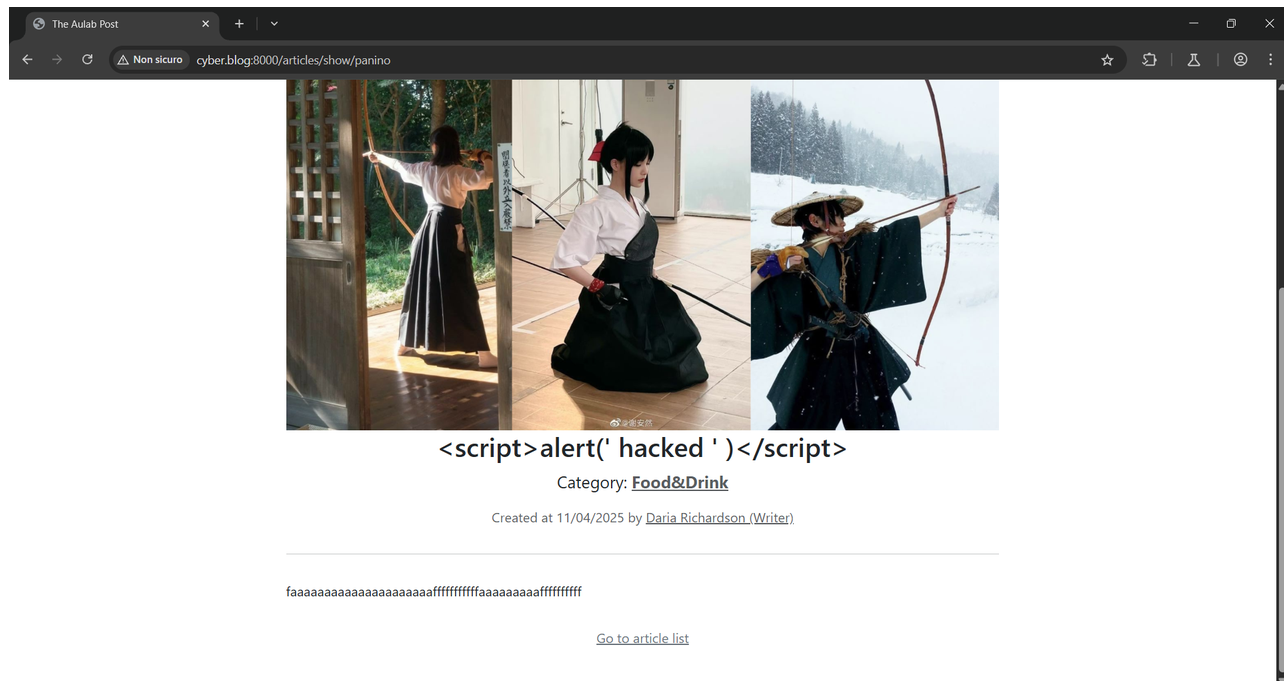 The Aulab Post
Non sicuro
cyber.blog:8000/articles/show/panino
<script>alert(' hacked ' )</script>
Category: Food&Drink
Created at 11/04/2025 by Daria Richardson (Writer)
Go to article list